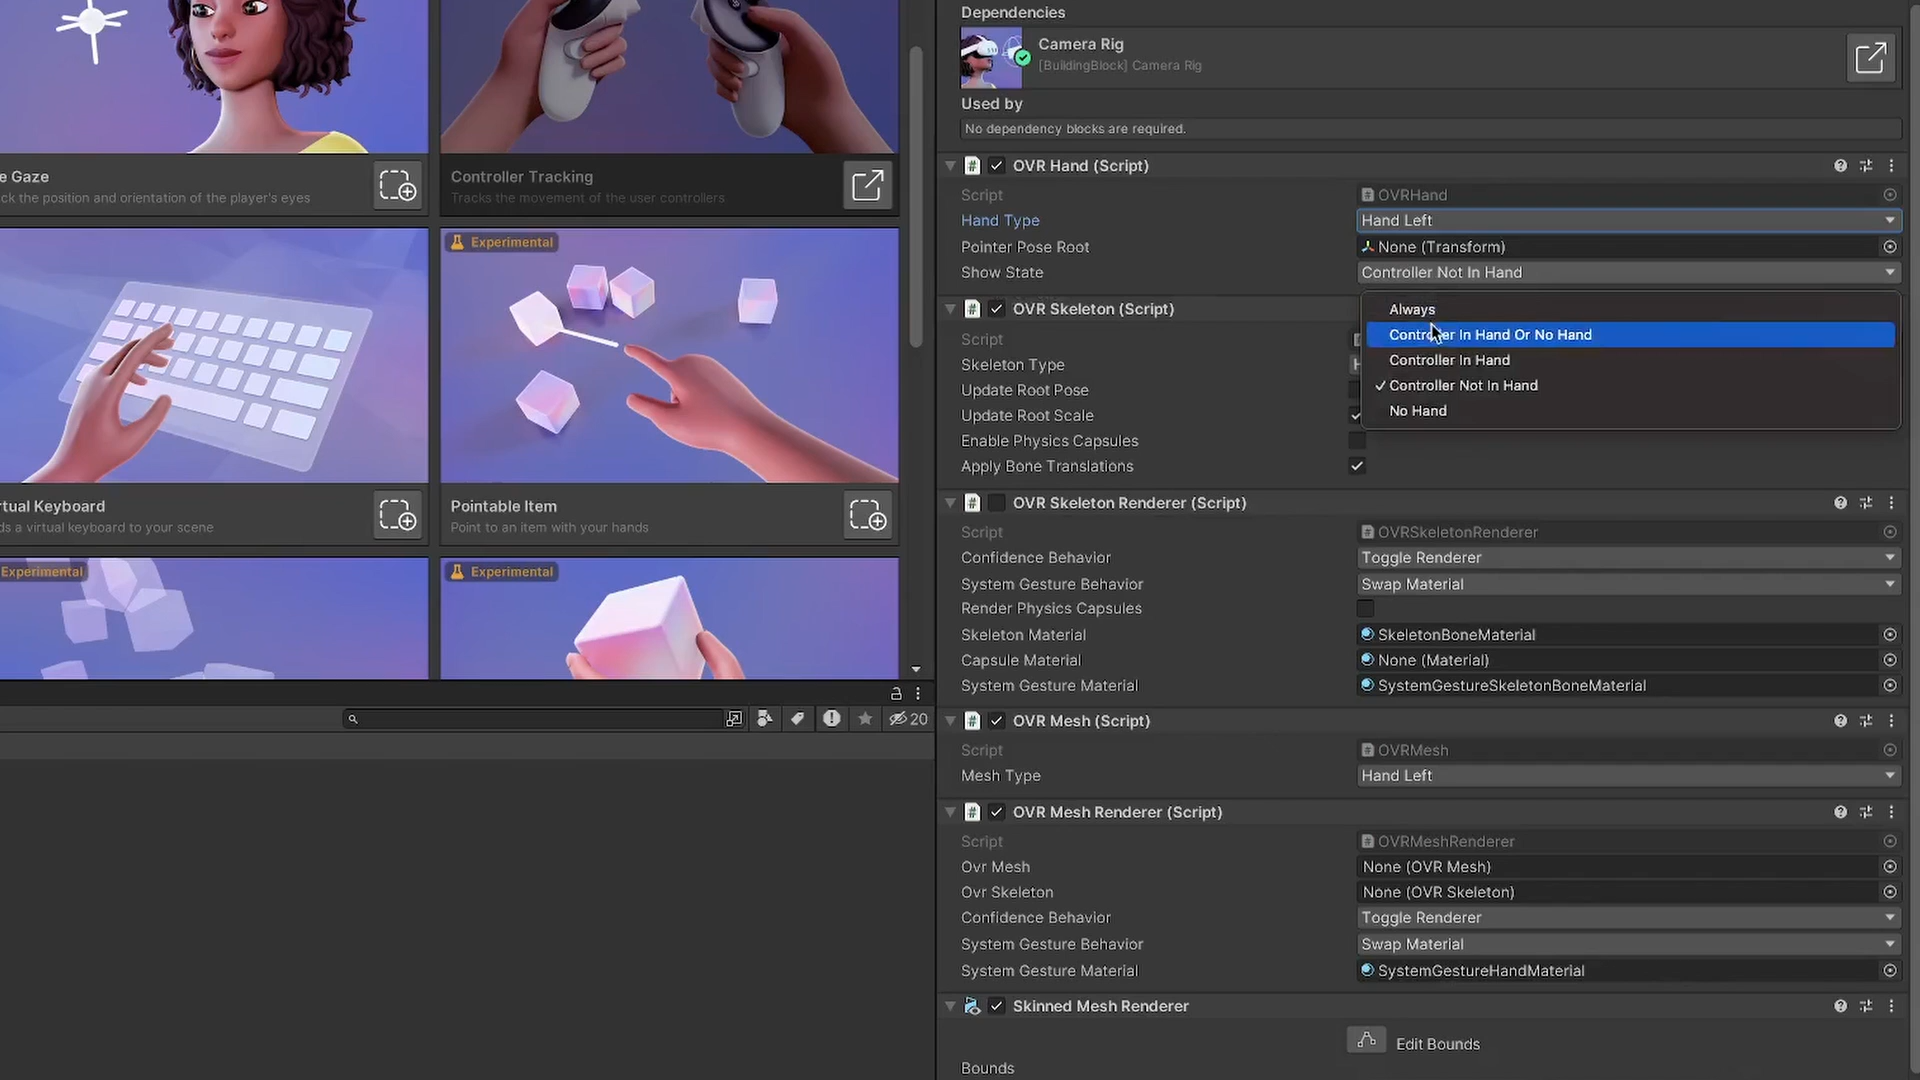 e Gaze
ck the position and orientation of the player's eyes
Controller Tracking
Tracks the movement of the user controllers
Experimental
rtual Keyboard
ds a virtual keyboard to your scene
Pointable Item
Point to an item with your hands
Experimental
Experimental
20
Dependencies
Camera Rig
[BuildingBlock] Camera Rig
Used by
No dependency blocks are required.
OVR Hand (Script)
Script OVRHand
Hand Type Hand Left
Pointer Pose Root None (Transform)
Show State Controller Not In Hand
Always
Controller In Hand Or No Hand
Controller In Hand
Controller Not In Hand
No Hand
OVR Skeleton (Script)
Script
Skeleton Type
Update Root Pose
Update Root Scale
Enable Physics Capsules
Apply Bone Translations
OVR Skeleton Renderer (Script)
Script OVRSkeletonRenderer
Confidence Behavior Toggle Renderer
System Gesture Behavior Swap Material
Render Physics Capsules
Skeleton Material SkeletonBoneMaterial
Capsule Material None (Material)
System Gesture Material SystemGestureSkeletonBoneMaterial
OVR Mesh (Script)
Script OVRMesh
Mesh Type Hand Left
OVR Mesh Renderer (Script)
Script OVRMeshRenderer
Ovr Mesh None (OVR Mesh)
Ovr Skeleton None (OVR Skeleton)
Confidence Behavior Toggle Renderer
System Gesture Behavior Swap Material
System Gesture Material SystemGestureHandMaterial
Skinned Mesh Renderer
Edit Bounds
Bounds